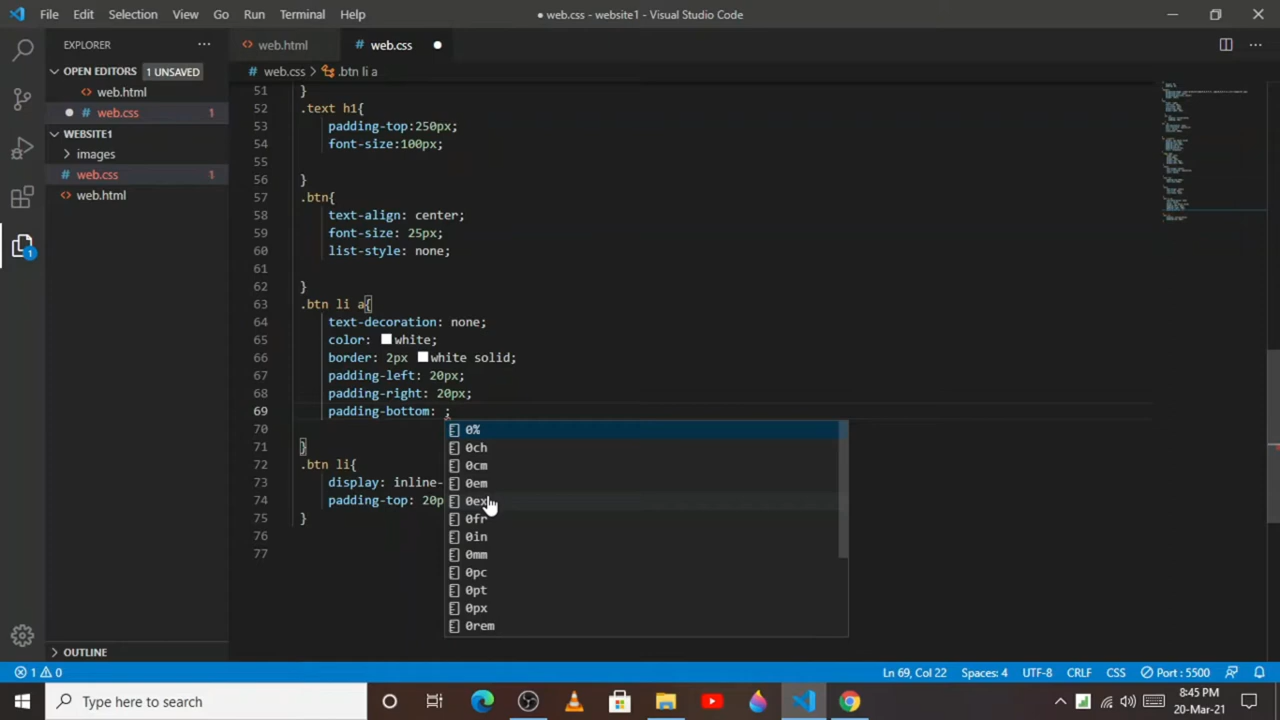 File Edit Selection View Go Run Terminal Help
● web.css - website1 - Visual Studio Code
EXPLORER ···
OPEN EDITORS 1 UNSAVED
<> web.html
● # web.css 1
WEBSITE1
> images
# web.css 1
<> web.html
OUTLINE
1
<> web.html # web.css ●
# web.css > .btn li a
51 }
52 .text h1{
53 padding-top:250px;
54 font-size:100px;
55
56 }
57 .btn{
58 text-align: center;
59 font-size: 25px;
60 list-style: none;
61
62 }
63 .btn li a{
64 text-decoration: none;
65 color: white;
66 border: 2px white solid;
67 padding-left: 20px;
68 padding-right: 20px;
69 padding-bottom: ;
70
71 }
72 .btn li{
73 display: inline-
74 padding-top: 20p
75 }
76
77
0%
0ch
0cm
0em
0ex
0fr
0in
0mm
0pc
0pt
0px
0rem
1 0 Ln 69, Col 22 Spaces: 4 UTF-8 CRLF CSS Port : 5500
Type here to search
8:45 PM
20-Mar-21